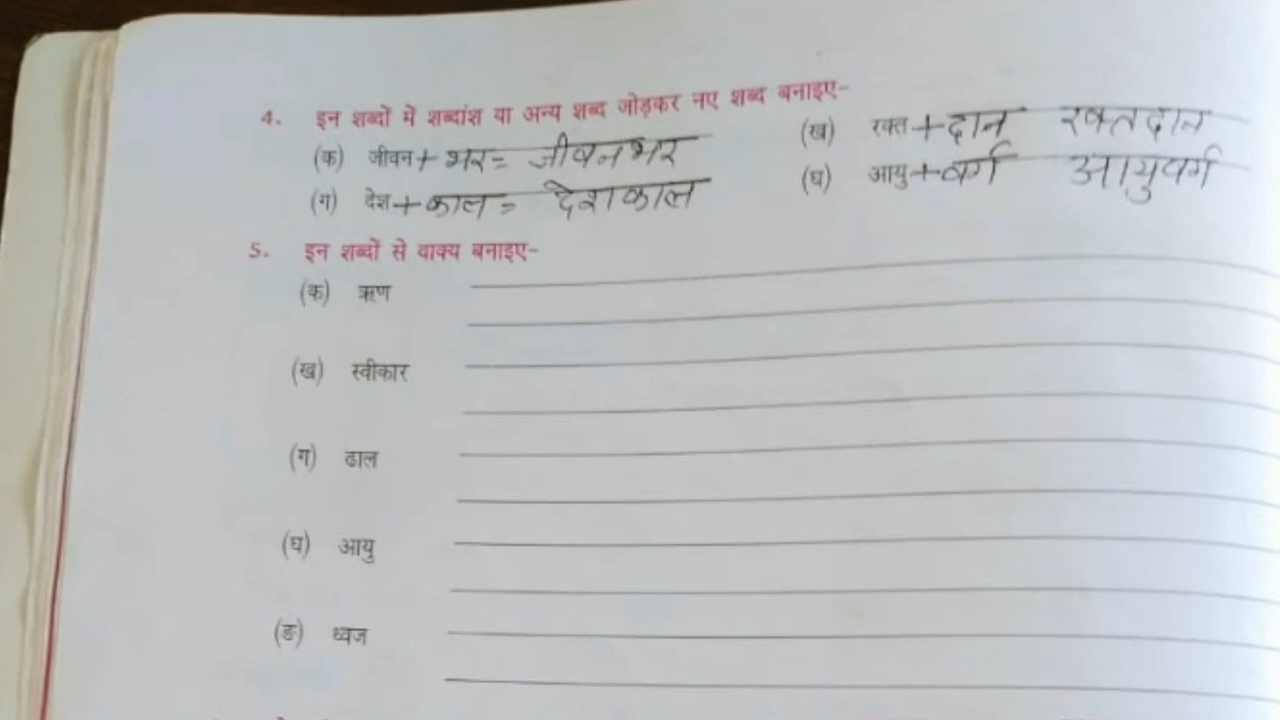 4. इन शब्दों में शब्दांश या अन्य शब्द जोड़कर नए शब्द बनाइए-
(क) जीवन + भर = जीवनभर (ख) रक्त + दान रक्तदान
(ग) देश + काल = देशकाल (घ) आयु + वर्ग आयुवर्ग
5. इन शब्दों से वाक्य बनाइए-
(क) ऋण
(ख) स्वीकार
(ग) ढाल
(घ) आयु
(ङ) ध्वज